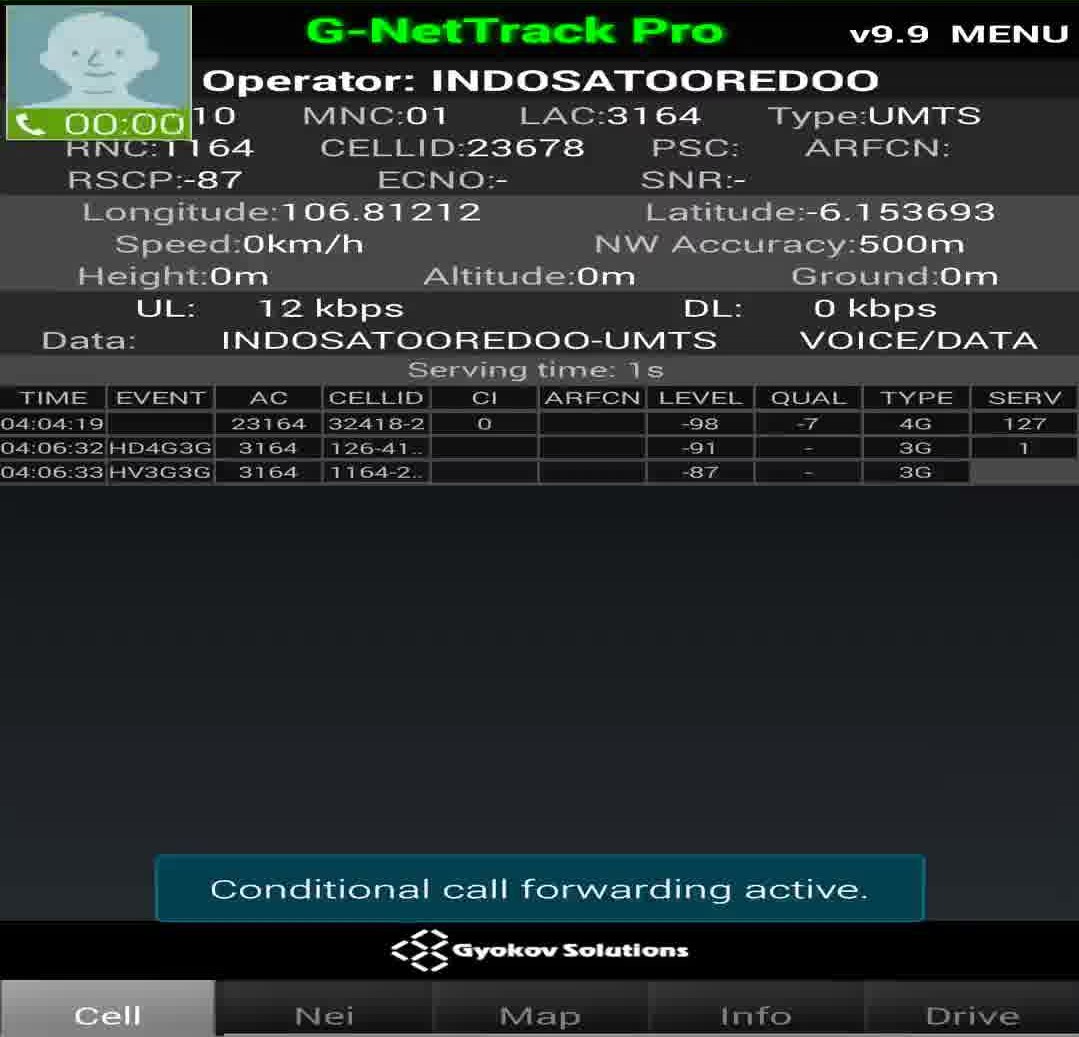 G-NetTrack Pro v9.9 MENU
Operator: INDOSATOOREDOO
00:00 10 MNC:01 LAC:3164 Type:UMTS
RNC:1164 CELLID:23678 PSC: ARFCN:
RSCP:-87 ECNO:- SNR:-
Longitude:106.81212 Latitude:-6.153693
Speed:0km/h NW Accuracy:500m
Height:0m Altitude:0m Ground:0m
UL: 12 kbps DL: 0 kbps
Data: INDOSATOOREDOO-UMTS VOICE/DATA
Serving time: 1s
TIME EVENT AC CELLID CI ARFCN LEVEL QUAL TYPE SERV
04:04:19 23164 32418-2 0 -98 -7 4G 127
04:06:32 HD4G3G 3164 126-41.. -91 - 3G 1
04:06:33 HV3G3G 3164 1164-2.. -87 - 3G
Conditional call forwarding active.
Gyokov Solutions
Cell Nei Map Info Drive